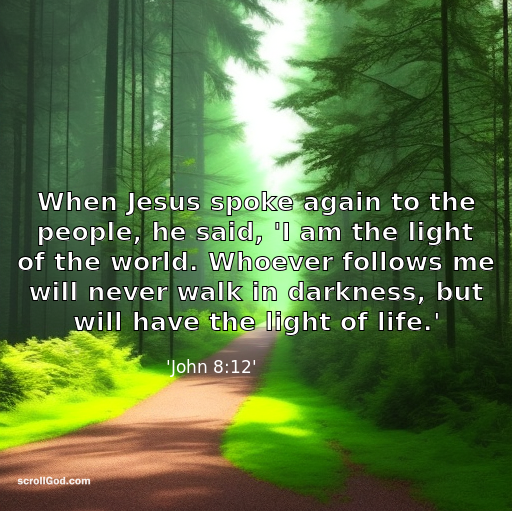 When Jesus spoke again to the
people, he said, 'I am the light
of the world. Whoever follows me
will never walk in darkness, but
will have the light of life.'
'John 8:12'
scrollGod.com